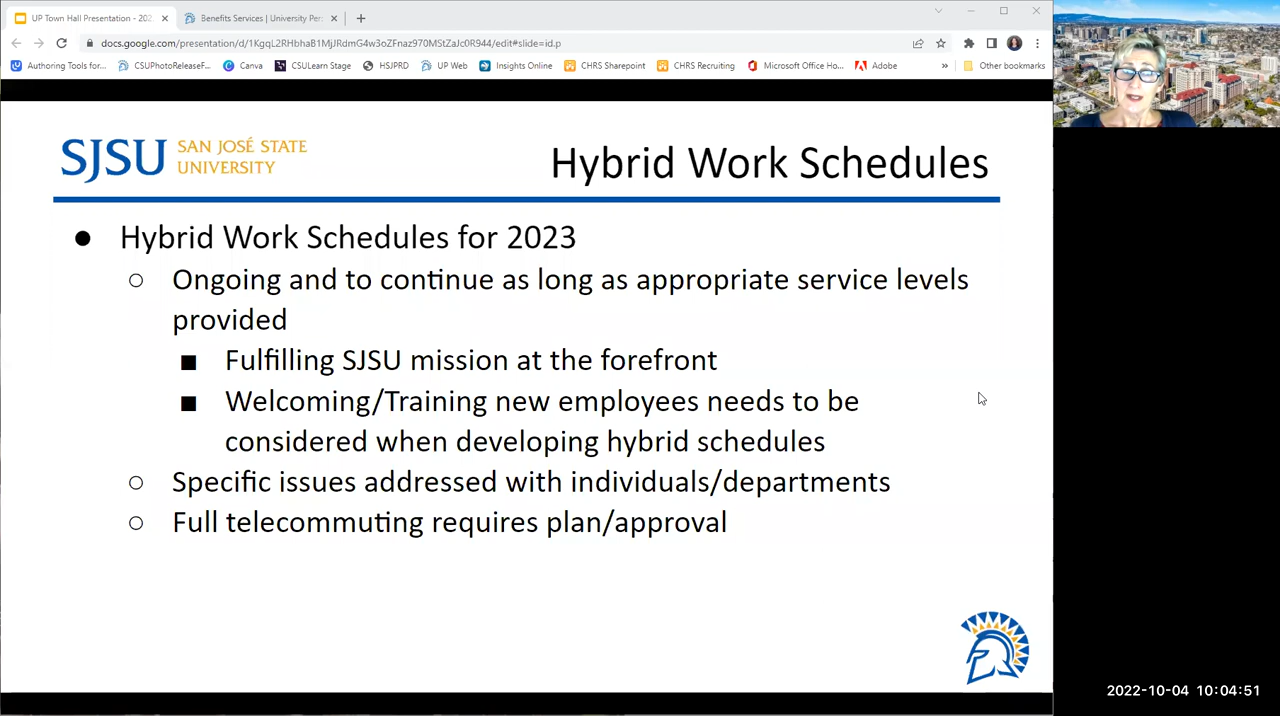 UP Town Hall Presentation - 202
Benefits Services | University Per
docs.google.com/presentation/d/1KgqL2RHbha8tMjJRdmG4w3oZFnaz970MStZaJc0R944/edit#slide=id.p
Authoring Tools for... CSUPhotoReleaseF... Canva CSULearn Stage HSJPRD UP Web Insights Online CHRS Sharepoint CHRS Recruiting Microsoft Office Ho... Adobe » Other bookmarks
SJSU SAN JOSÉ STATE
UNIVERSITY
Hybrid Work Schedules
● Hybrid Work Schedules for 2023
○ Ongoing and to continue as long as appropriate service levels
provided
■ Fulfilling SJSU mission at the forefront
■ Welcoming/Training new employees needs to be
considered when developing hybrid schedules
○ Specific issues addressed with individuals/departments
○ Full telecommuting requires plan/approval
2022-10-04 10:04:51